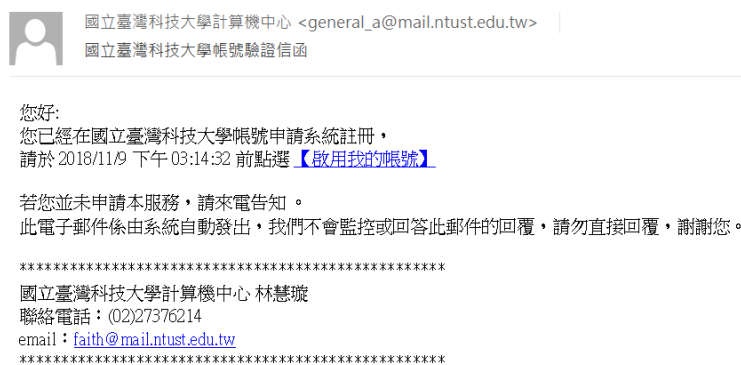 國立臺灣科技大學計算機中心 <general_a@mail.ntust.edu.tw>
國立臺灣科技大學帳號驗證信函
您好:
您已經在國立臺灣科技大學帳號申請系統註冊，
請於 2018/11/9 下午 03:14:32 前點選【啟用我的帳號】
若您並未申請本服務，請來電告知。
此電子郵件係由系統自動發出，我們不會監控或回答此郵件的回覆，請勿直接回覆，謝謝您。
**************************************************
國立臺灣科技大學計算機中心 林慧璇
聯絡電話：(02)27376214
email：faith@mail.ntust.edu.tw
**************************************************